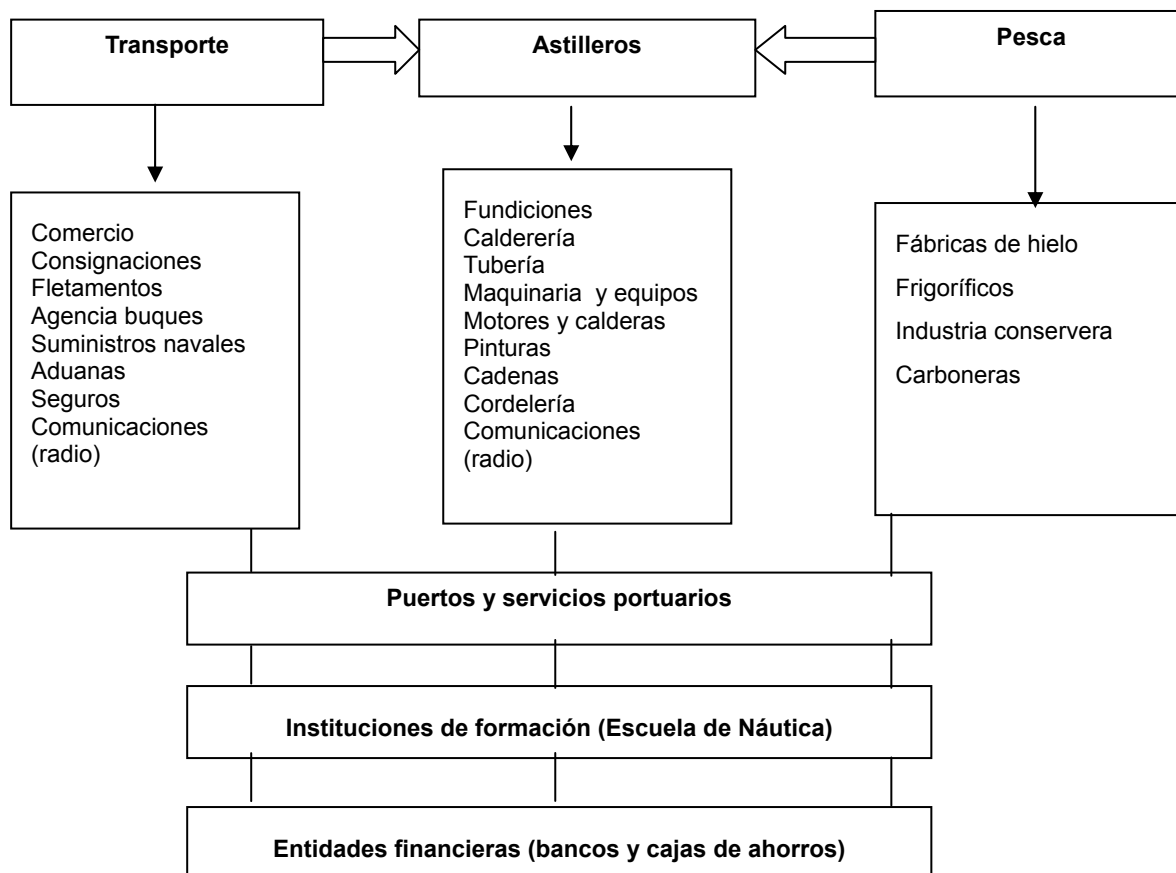 Transporte
Astilleros
Pesca
Comercio
Consignaciones
Fletamentos
Agencia buques
Suministros navales
Aduanas
Seguros
Comunicaciones
(radio)
Fundiciones
Calderería
Tubería
Maquinaria y equipos
Motores y calderas
Pinturas
Cadenas
Cordelería
Comunicaciones
(radio)
Fábricas de hielo
Frigoríficos
Industria conservera
Carboneras
Puertos y servicios portuarios
Instituciones de formación (Escuela de Náutica)
Entidades financieras (bancos y cajas de ahorros)